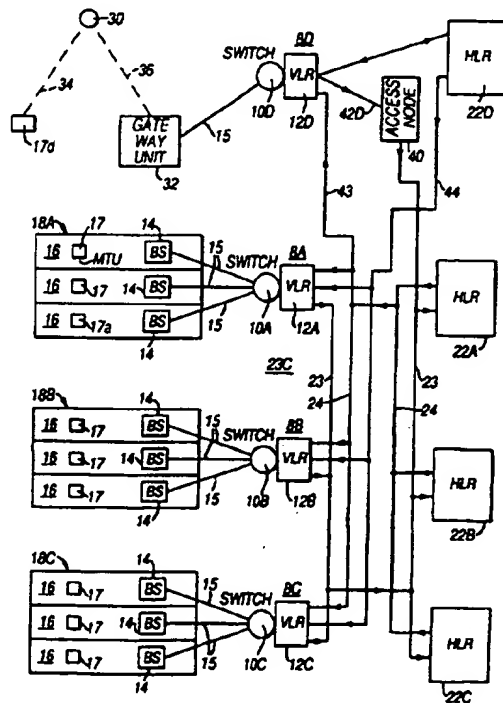 30
SWITCH
8D
VLR
12D
10D
HLR
22D
34
36
17d
GATE
WAY
UNIT
32
15
42D
ACCESS
NODE
40
43
44
18A
17
16
MTU
14
BS
16
17
14
BS
16
17a
BS
14
15
15
SWITCH
8A
VLR
10A
12A
23C
23
24
HLR
22A
23
24
18B
14
16
17
BS
16
17
14
BS
16
17
BS
14
15
15
SWITCH
8B
VLR
10B
12B
HLR
22B
18C
14
16
17
BS
16
17
14
BS
16
17
BS
14
15
15
SWITCH
8C
VLR
10C
12C
HLR
22C